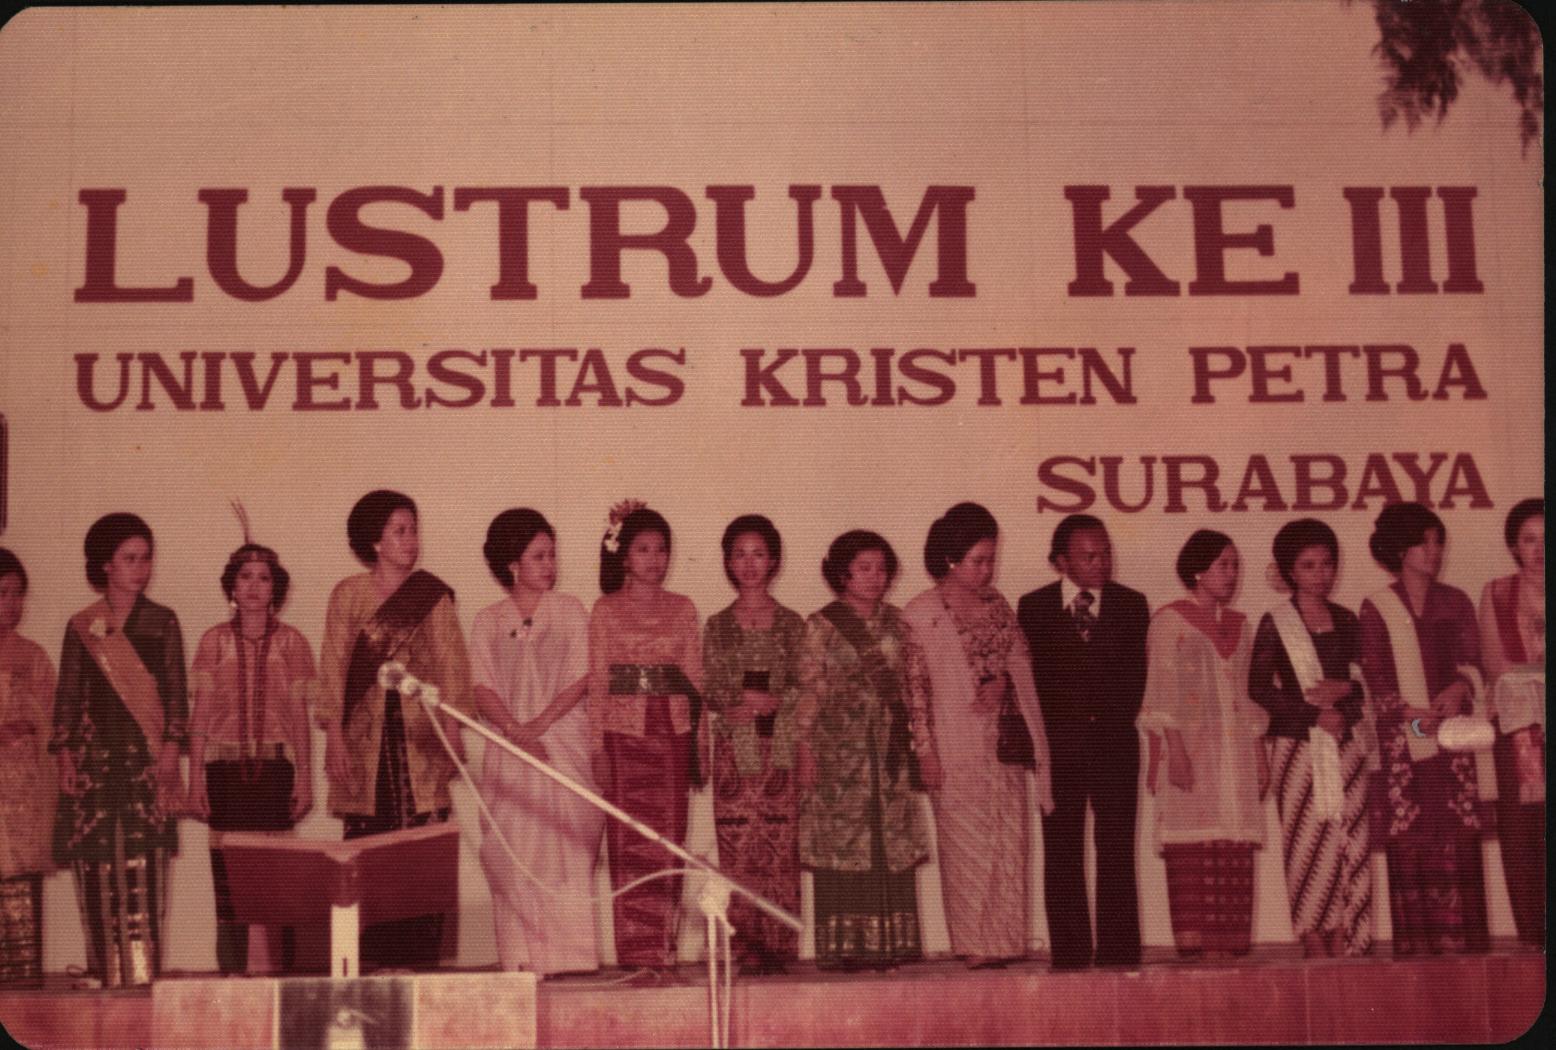 LUSTRUM KE III
UNIVERSITAS KRISTEN PETRA
SURABAYA